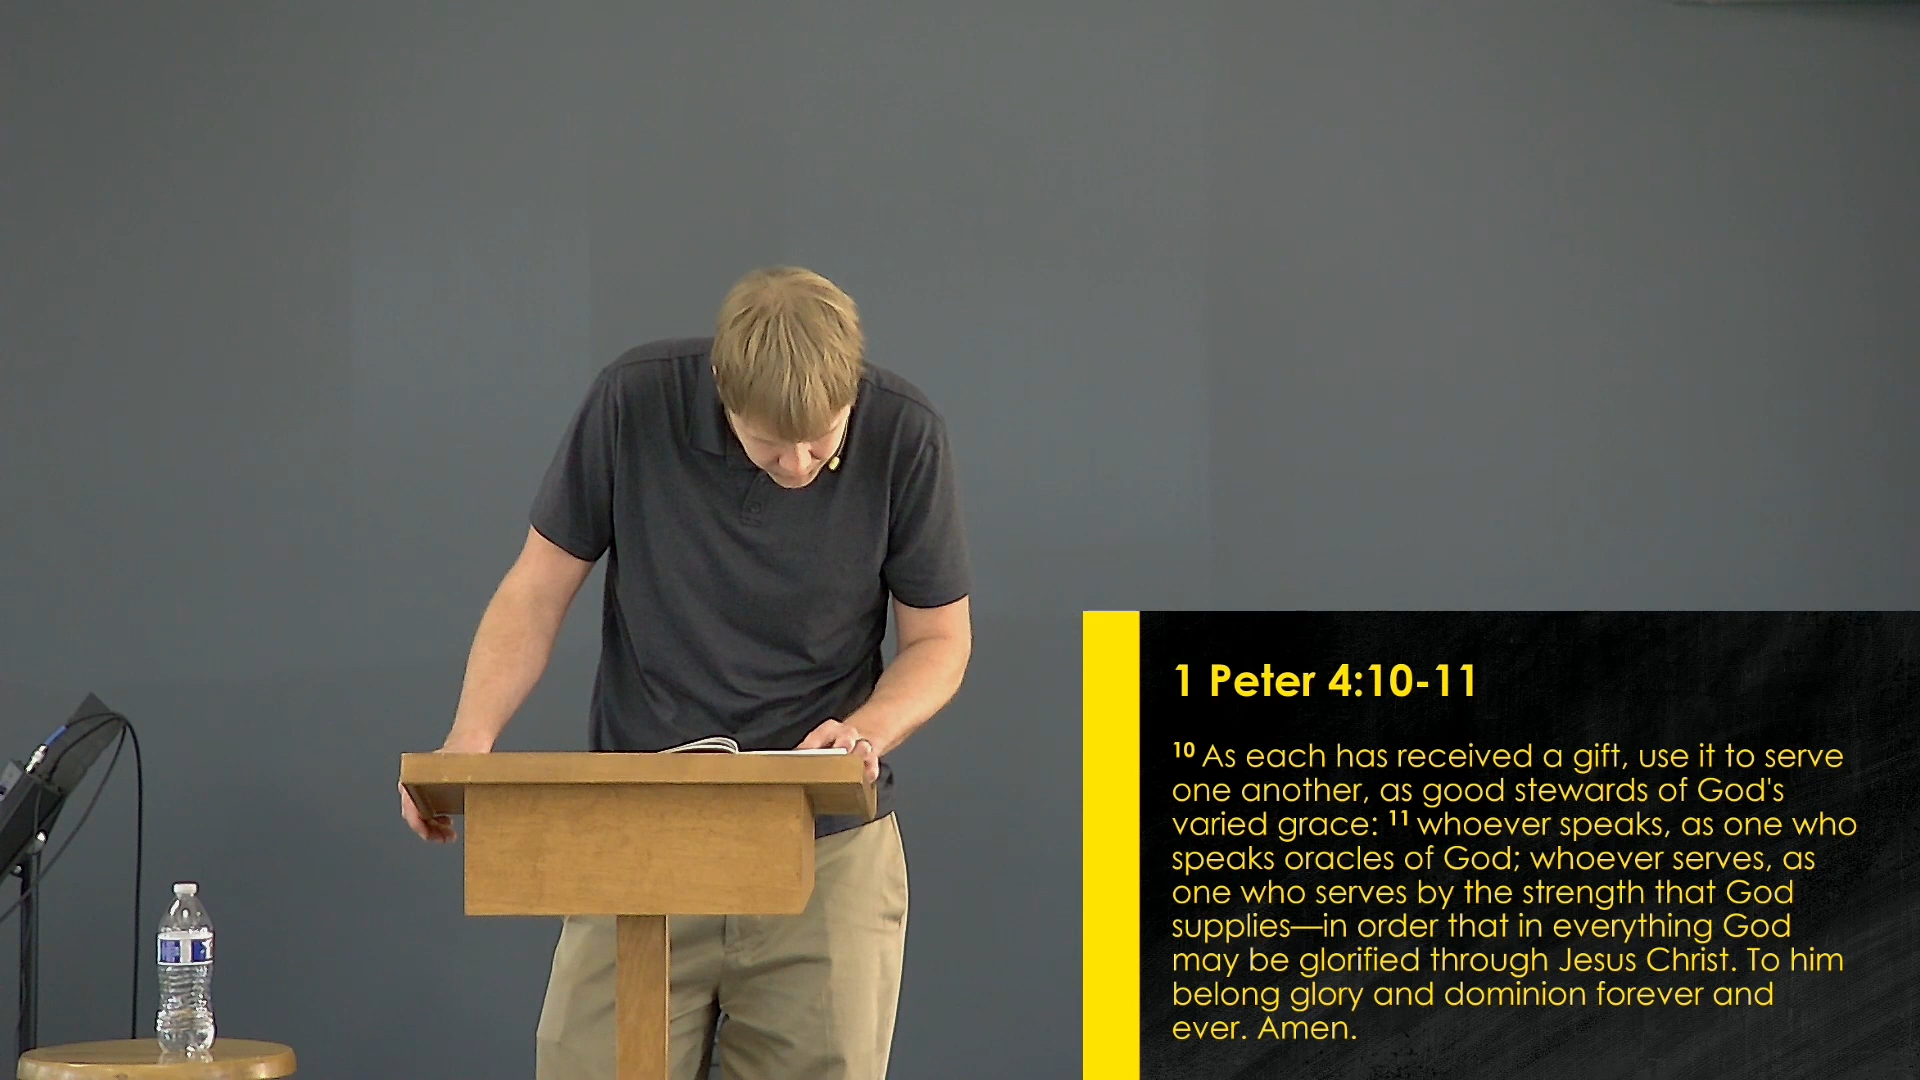 1 Peter 4:10-11
10 As each has received a gift, use it to serve
one another, as good stewards of God's
varied grace: 11 whoever speaks, as one who
speaks oracles of God; whoever serves, as
one who serves by the strength that God
supplies—in order that in everything God
may be glorified through Jesus Christ. To him
belong glory and dominion forever and
ever. Amen.